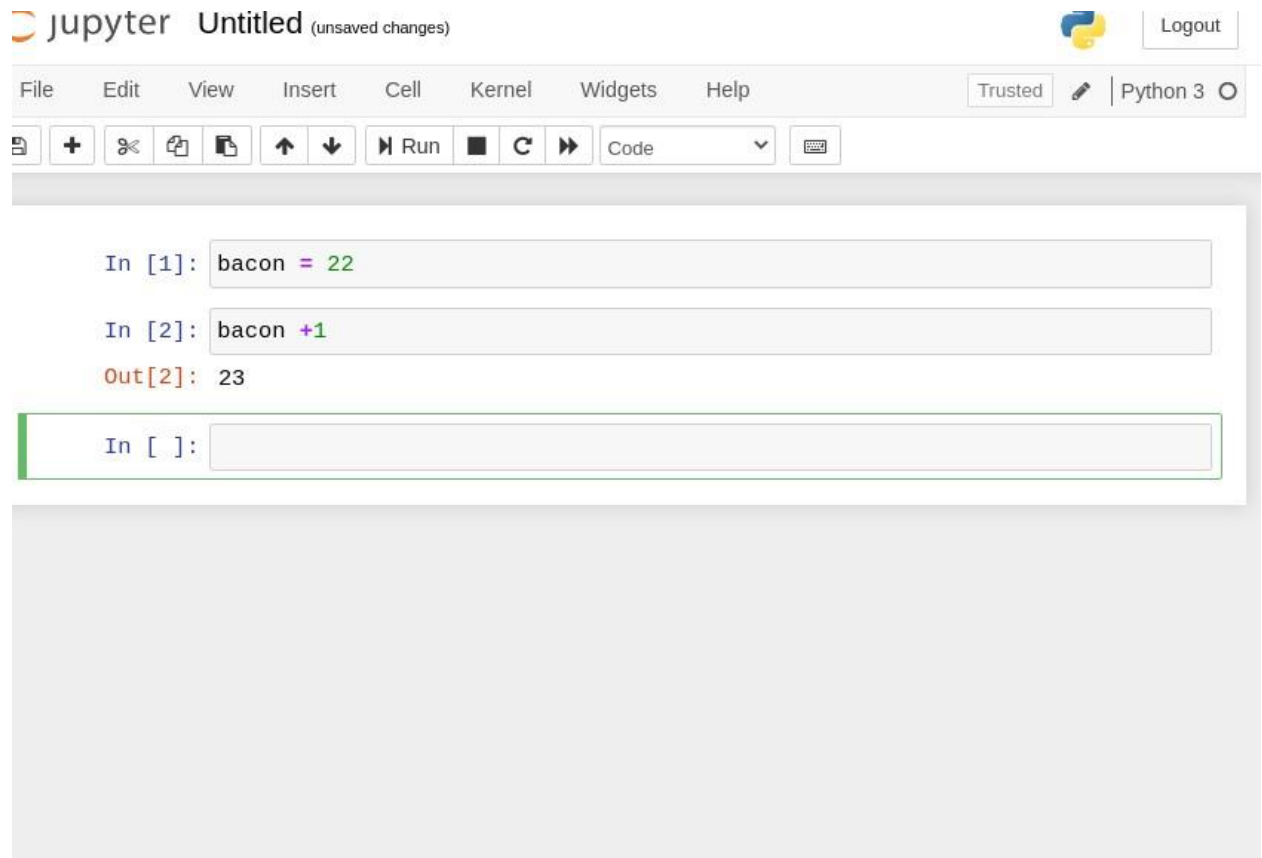 jupyter Untitled (unsaved changes) Logout
File Edit View Insert Cell Kernel Widgets Help Trusted Python 3
Run Code
In [1]: bacon = 22
In [2]: bacon +1
Out[2]: 23
In [ ]: